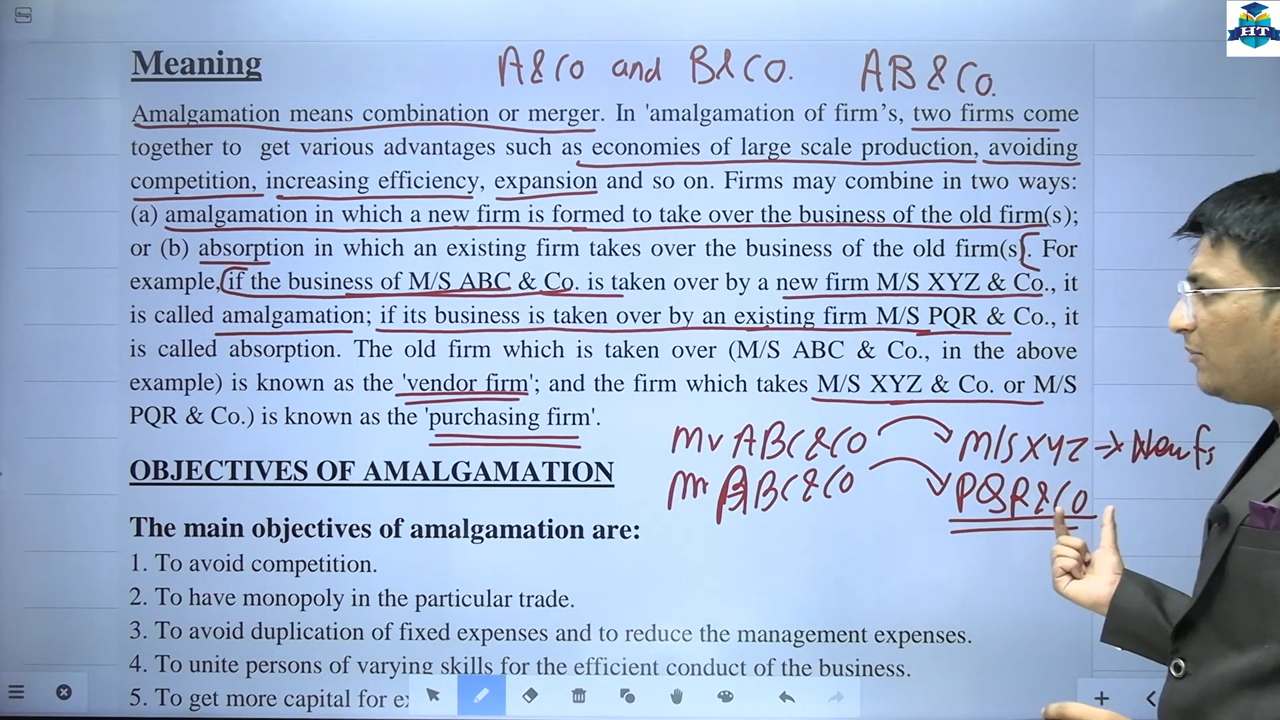 HT
A & Co and B & Co. AB & Co.
Meaning
Amalgamation means combination or merger. In 'amalgamation of firm's, two firms come
together to get various advantages such as economies of large scale production, avoiding
competition, increasing efficiency, expansion and so on. Firms may combine in two ways:
(a) amalgamation in which a new firm is formed to take over the business of the old firm(s);
or (b) absorption in which an existing firm takes over the business of the old firm(s. For
example, if the business of M/S ABC & Co. is taken over by a new firm M/S XYZ & Co., it
is called amalgamation; if its business is taken over by an existing firm M/S PQR & Co., it
is called absorption. The old firm which is taken over (M/S ABC & Co., in the above
example) is known as the 'vendor firm'; and the firm which takes M/S XYZ & Co. or M/S
PQR & Co.) is known as the 'purchasing firm'.
ABC & CO → M/S XYZ → New
BC & CO → PQR & CO
OBJECTIVES OF AMALGAMATION
The main objectives of amalgamation are:
1. To avoid competition.
2. To have monopoly in the particular trade.
3. To avoid duplication of fixed expenses and to reduce the management expenses.
4. To unite persons of varying skills for the efficient conduct of the business.
5. To get more capital for